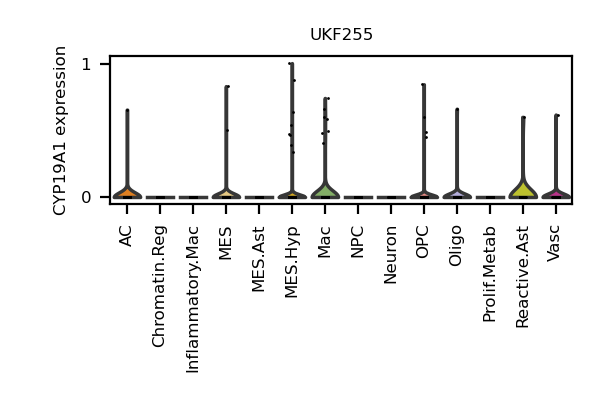 UKF255
CYP19A1 expression
1
0
AC
Chromatin.Reg
Inflammatory.Mac
MES
MES.Ast
MES.Hyp
Mac
NPC
Neuron
OPC
Oligo
Prolif.Metab
Reactive.Ast
Vasc